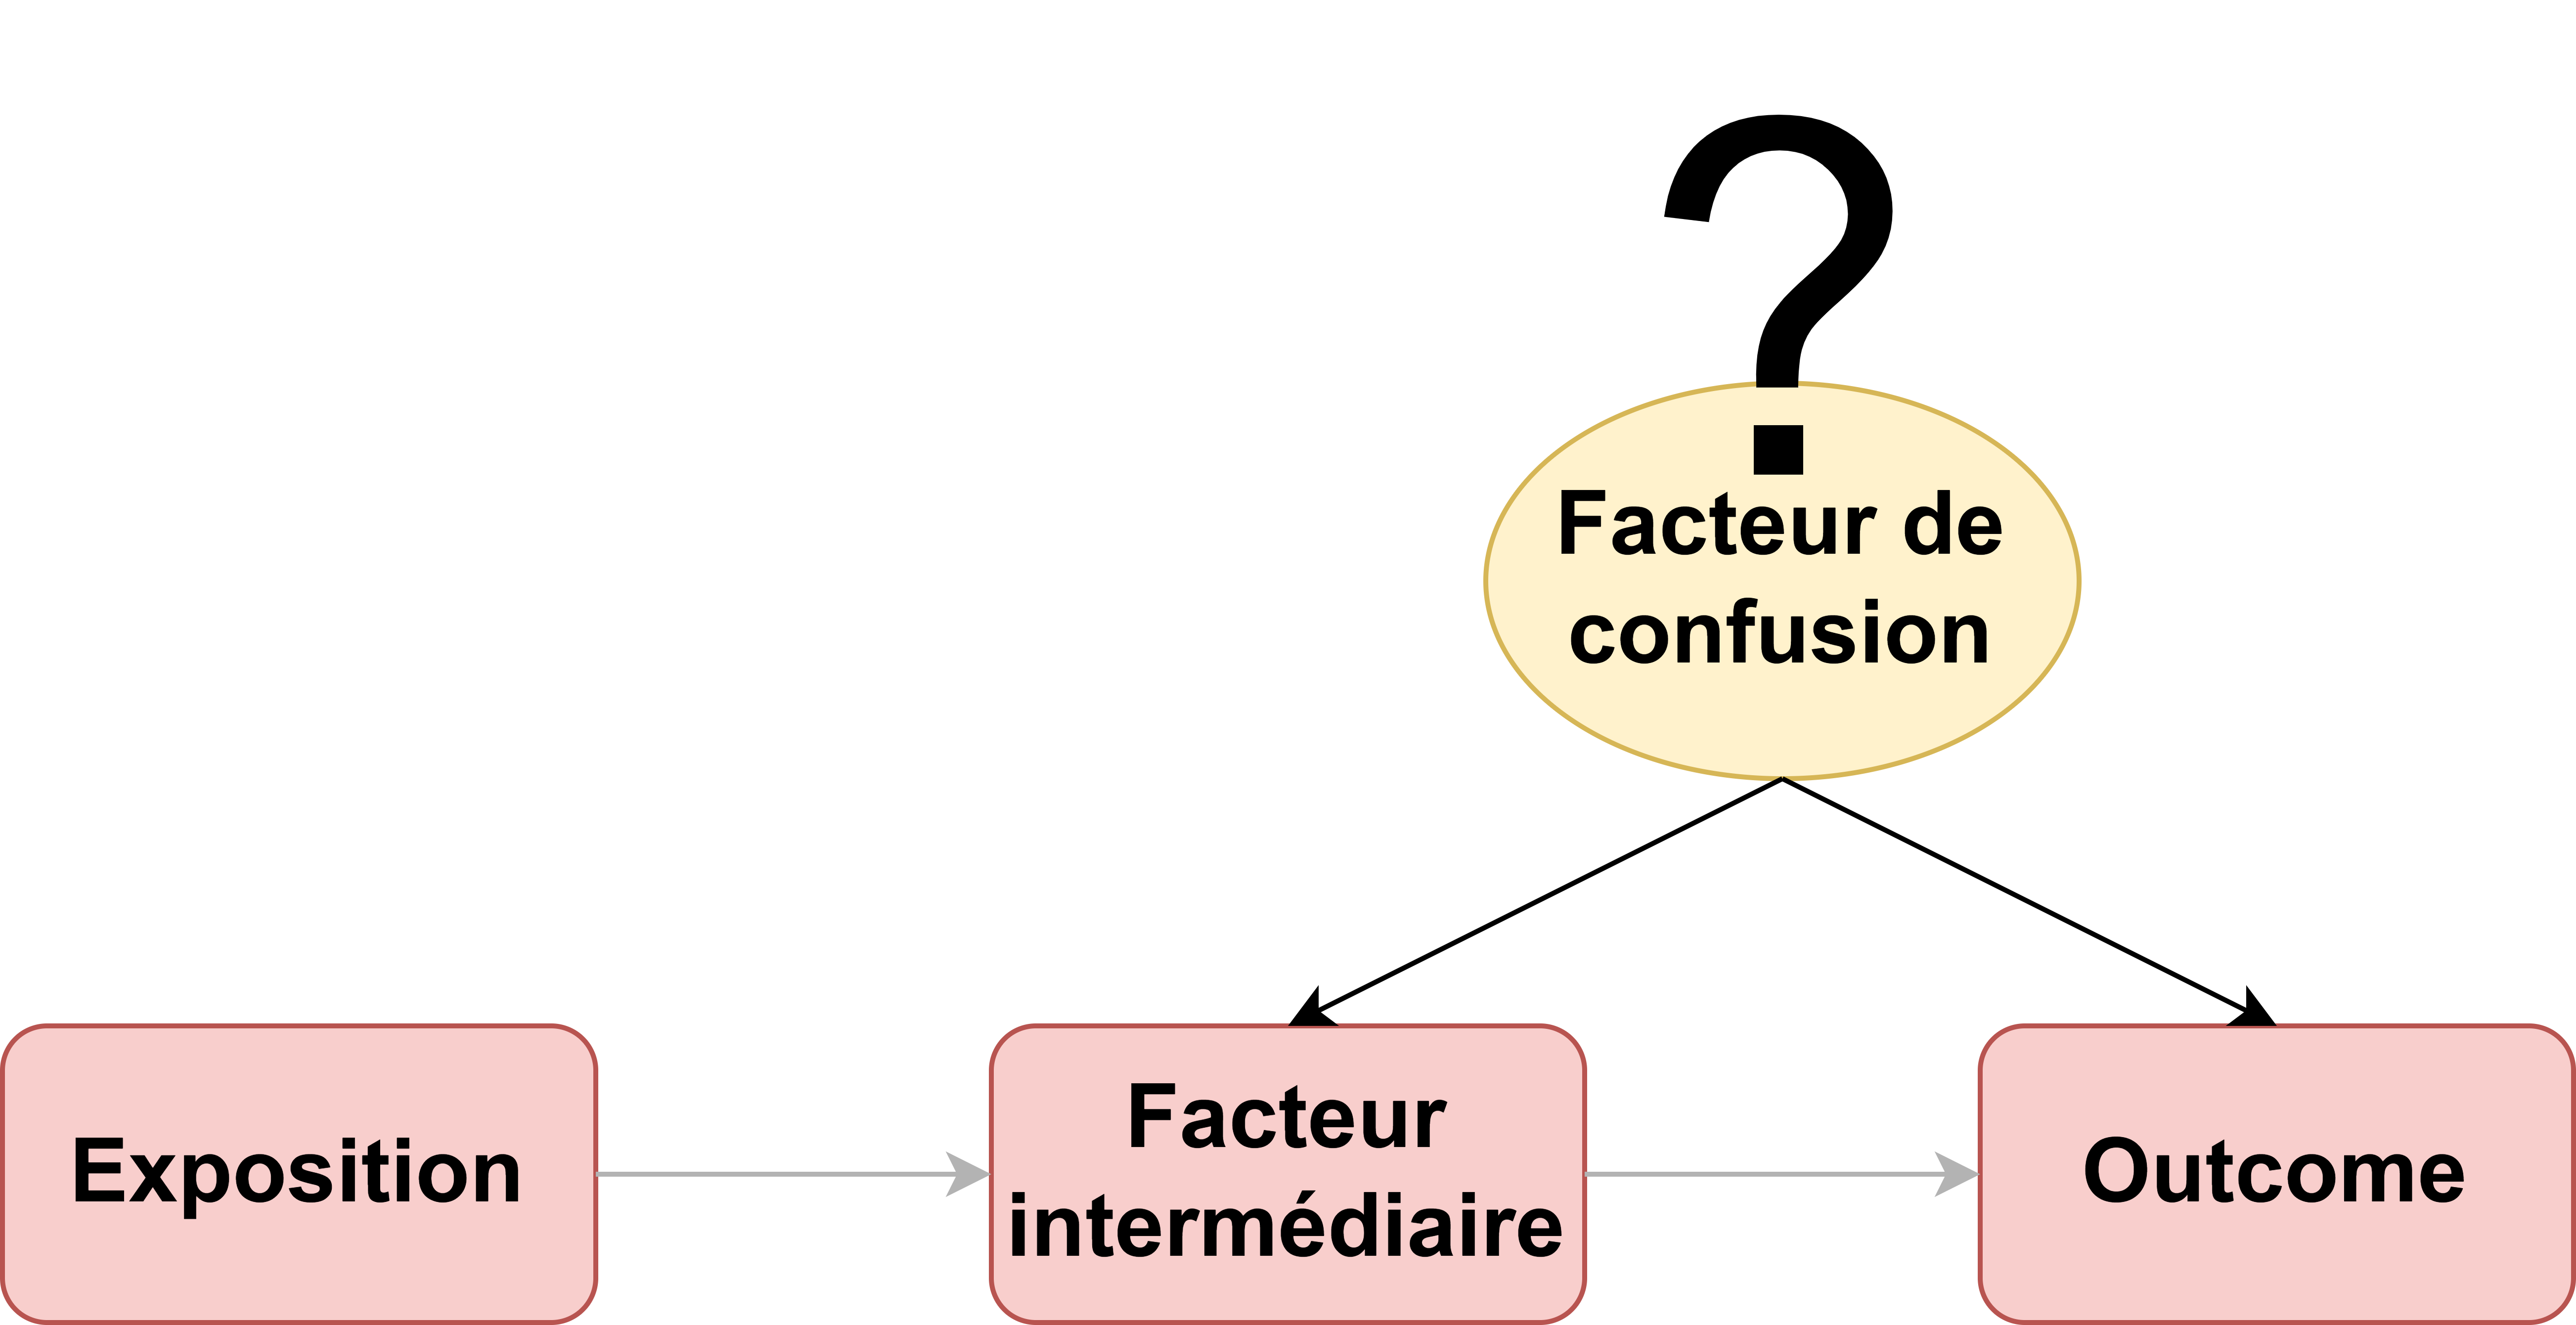 ?
Facteur de
confusion
Exposition
Facteur
intermédiaire
Outcome